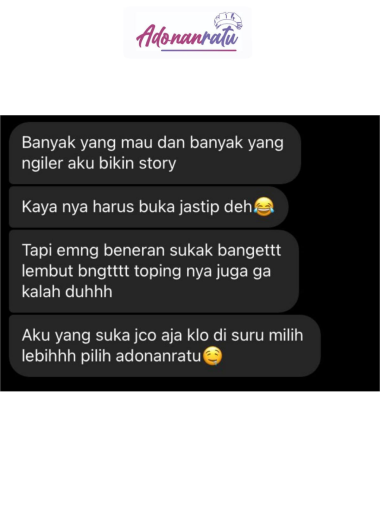 Adonanratu
Banyak yang mau dan banyak yang
ngiler aku bikin story
Kaya nya harus buka jastip deh😂
Tapi emng beneran sukak bangettt
lembut bngtttt toping nya juga ga
kalah duhhh
Aku yang suka jco aja klo di suru milih
lebihhh pilih adonanratu🤤